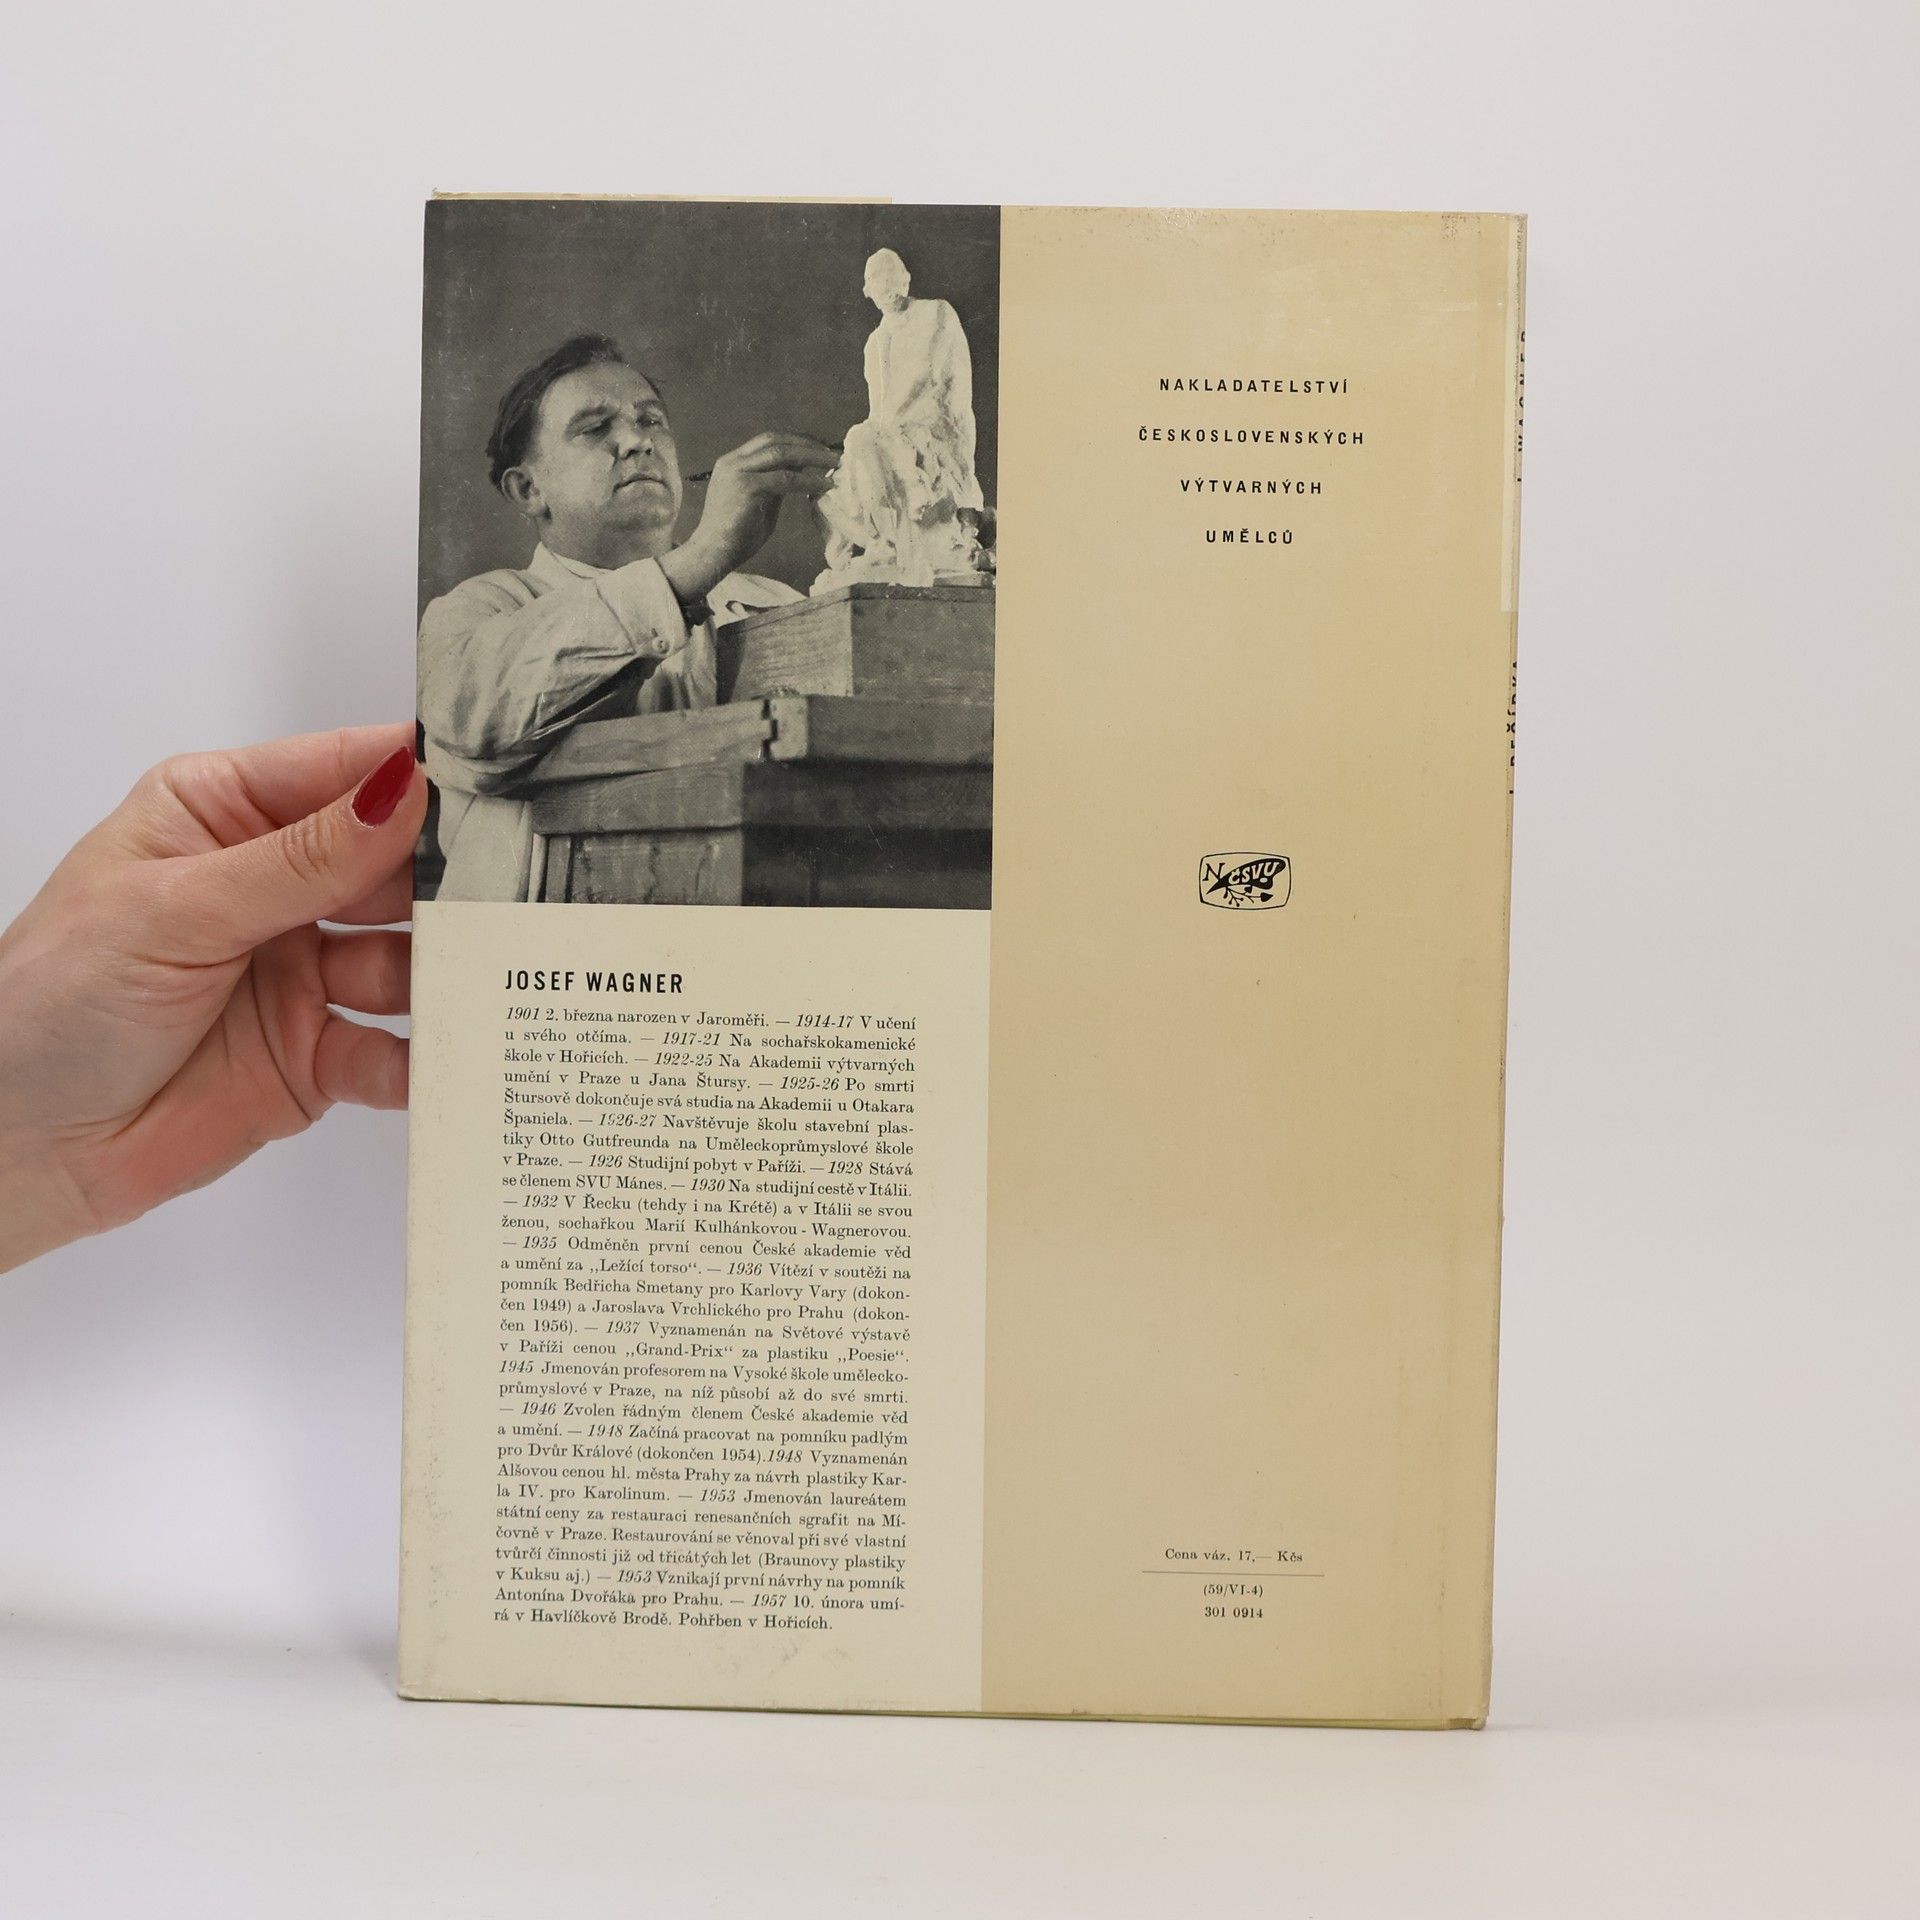 JOSEF WAGNER
1901 2. března narozen v Jaroměři. — 1914-17 V učení
u svého otčíma. — 1917-21 Na sochařskokamenické
škole v Hořicích. — 1922-25 Na Akademii výtvarných
umění v Praze u Jana Štursy. — 1925-26 Po smrti
Štursově dokončuje svá studia na Akademii u Otakara
Španiela. — 1926-27 Navštěvuje školu stavební plas-
tiky Otto Gutfreunda na Uměleckoprůmyslové škole
v Praze. — 1926 Studijní pobyt v Paříži. — 1928 Stává
se členem SVU Mánes. — 1930 Na studijní cestě v Itálii.
— 1932 V Řecku (tehdy i na Krétě) a v Itálii se svou
ženou, sochařkou Marií Kulhánkovou - Wagnerovou.
— 1935 Odměněn první cenou České akademie věd
a umění za ,,Ležící torso“. — 1936 Vítězí v soutěži na
pomník Bedřicha Smetany pro Karlovy Vary (dokon-
čen 1949) a Jaroslava Vrchlického pro Prahu (dokon-
čen 1956). — 1937 Vyznamenán na Světové výstavě
v Paříži cenou ,,Grand-Prix“ za plastiku ,,Poesie“.
1945 Jmenován profesorem na Vysoké škole umělecko-
průmyslové v Praze, na níž působí až do své smrti.
— 1946 Zvolen řádným členem České akademie věd
a umění. — 1948 Začíná pracovat na pomníku padlým
pro Dvůr Králové (dokončen 1954).1948 Vyznamenán
Alšovou cenou hl. města Prahy za návrh plastiky Kar-
la IV. pro Karolinum. — 1953 Jmenován laureátem
státní ceny za restauraci renesančních sgrafit na Mí-
čovně v Praze. Restaurování se věnoval při své vlastní
tvůrčí činnosti již od třicátých let (Braunovy plastiky
v Kuksu aj.) — 1953 Vznikají první návrhy na pomník
Antonína Dvořáka pro Prahu. — 1957 10. února umí-
rá v Havlíčkově Brodě. Pohřben v Hořicích.
NAKLADATELSTVÍ
ČESKOSLOVENSKÝCH
VÝTVARNÝCH
UMĚLCŮ
N ČSVU
Cena váz. 17,— Kčs
(59/VI-4)
301 0914